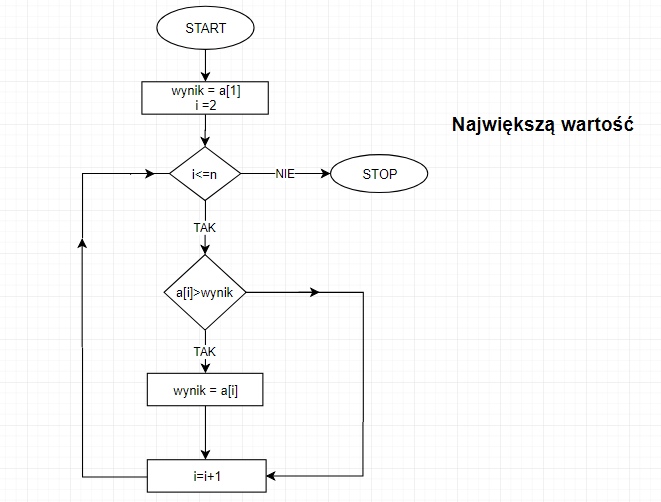 START
wynik = a[1]
i =2
Największą wartość
i<=n
NIE
STOP
TAK
a[i]>wynik
TAK
wynik = a[i]
i=i+1